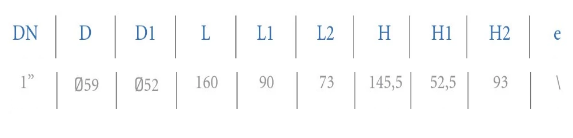 DN D D1 L L1 L2 H H1 H2 e
1” Ø59 Ø52 160 90 73 145,5 52,5 93 \